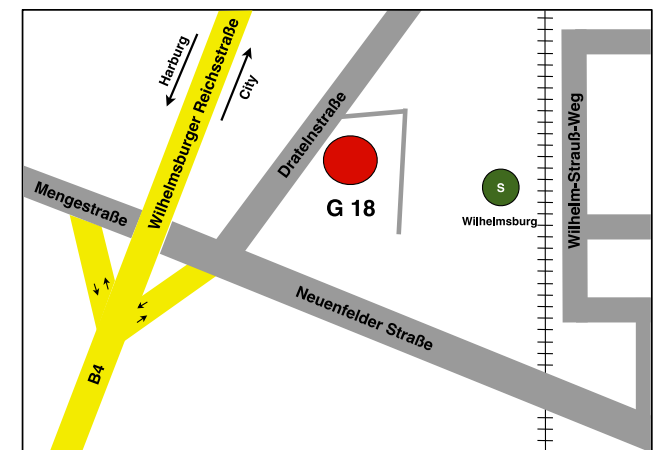 Harburg
City
Wilhelmsburger Reichsstraße
Dratelnstraße
Wilhelm-Strauß-Weg
Mengestraße
G 18
S
Wilhelmsburg
Neuenfelder Straße
B4